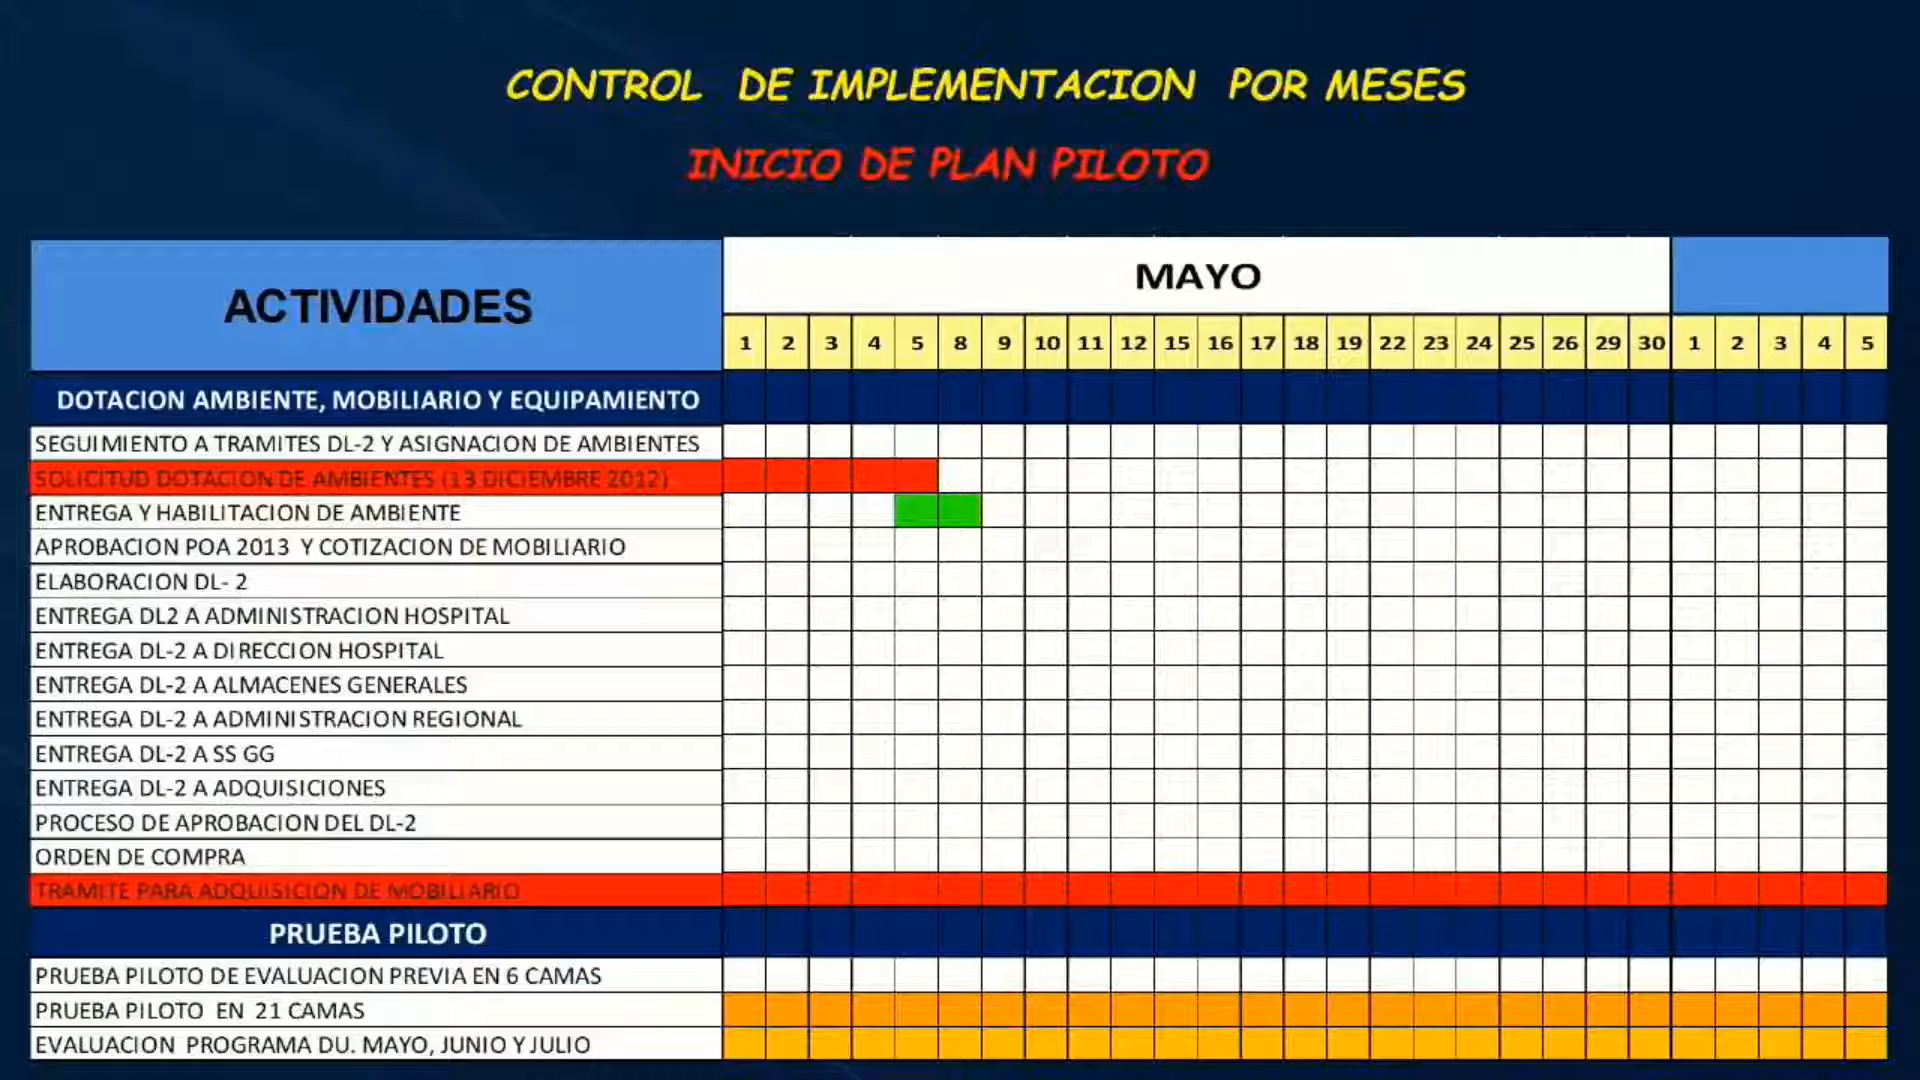 CONTROL DE IMPLEMENTACION POR MESES
INICIO DE PLAN PILOTO
ACTIVIDADES
MAYO
1 2 3 4 5 8 9 10 11 12 15 16 17 18 19 22 23 24 25 26 29 30 1 2 3 4 5
DOTACION AMBIENTE, MOBILIARIO Y EQUIPAMIENTO
SEGUIMIENTO A TRAMITES DL-2 Y ASIGNACION DE AMBIENTES
SOLICITUD DOTACION DE AMBIENTES (13 DICIEMBRE 2012)
ENTREGA Y HABILITACION DE AMBIENTE
APROBACION POA 2013 Y COTIZACION DE MOBILIARIO
ELABORACION DL- 2
ENTREGA DL2 A ADMINISTRACION HOSPITAL
ENTREGA DL-2 A DIRECCION HOSPITAL
ENTREGA DL-2 A ALMACENES GENERALES
ENTREGA DL-2 A ADMINISTRACION REGIONAL
ENTREGA DL-2 A SS GG
ENTREGA DL-2 A ADQUISICIONES
PROCESO DE APROBACION DEL DL-2
ORDEN DE COMPRA
TRAMITE PARA ADQUISICION DE MOBILIARIO
PRUEBA PILOTO
PRUEBA PILOTO DE EVALUACION PREVIA EN 6 CAMAS
PRUEBA PILOTO EN 21 CAMAS
EVALUACION PROGRAMA DU. MAYO, JUNIO Y JULIO